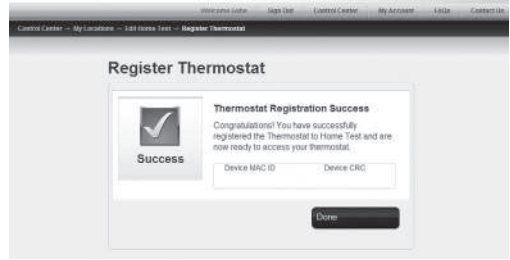 Sign Out Control Center My Account FAQs Contact Us
Control Center → My Locations → Edit Home Test → Register Thermostat
Register Thermostat
Success
Thermostat Registration Success
Congratulations! You have successfully
registered the Thermostat to Home Test and are
now ready to access your thermostat.
Device MAC ID Device CRC
Done